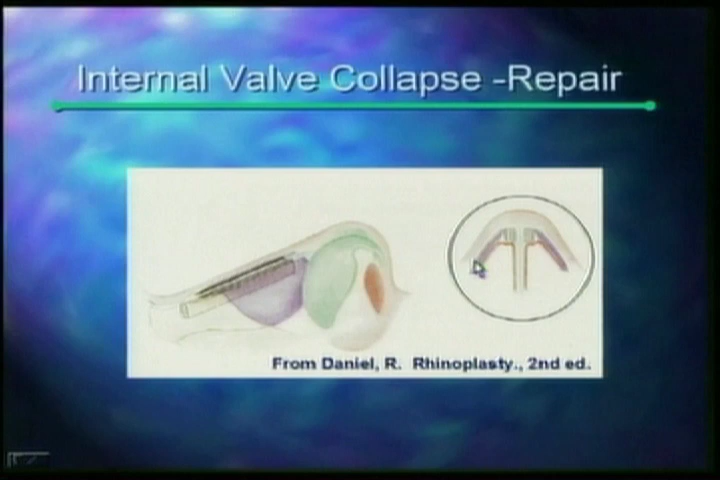 Internal Valve Collapse -Repair
From Daniel, R. Rhinoplasty., 2nd ed.